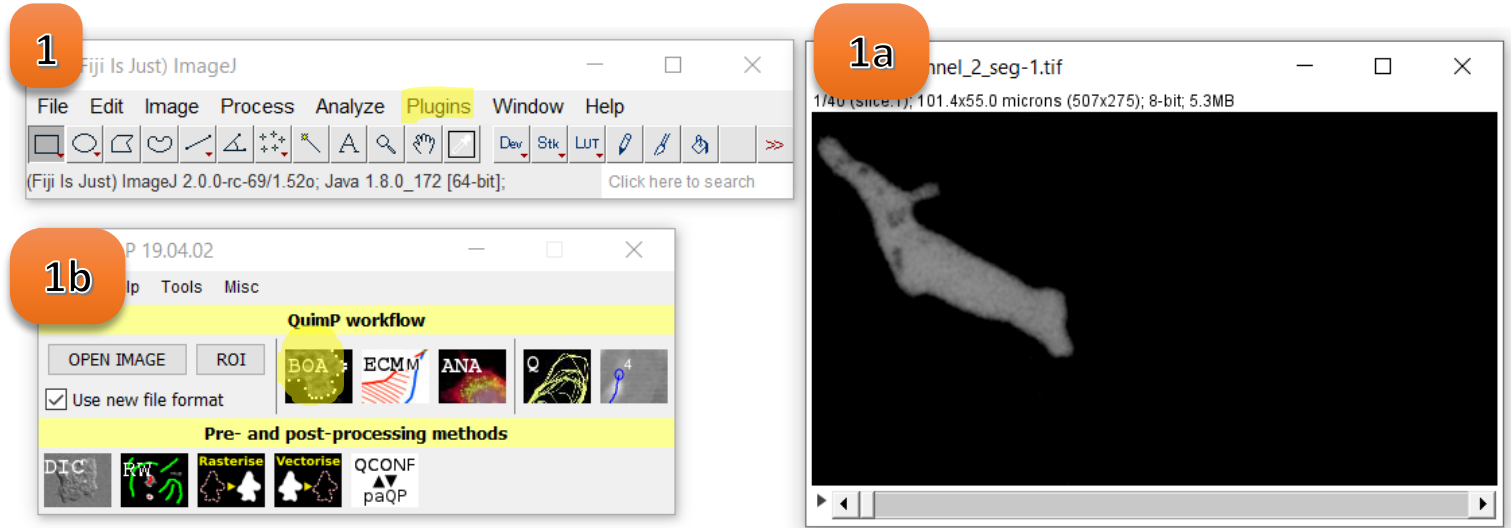 1
(Fiji Is Just) ImageJ
File Edit Image Process Analyze Plugins Window Help
A Dev Stk LUT >>
(Fiji Is Just) ImageJ 2.0.0-rc-69/1.52o; Java 1.8.0_172 [64-bit]; Click here to search
1a
nnel_2_seg-1.tif
1/40 (slice:1); 101.4x55.0 microns (507x275); 8-bit; 5.3MB
1b
P 19.04.02
lp Tools Misc
QuimP workflow
OPEN IMAGE ROI BOA ECMM ANA Q 4
Use new file format
Pre- and post-processing methods
DIC RW Rasterise Vectorise QCONF
paQP